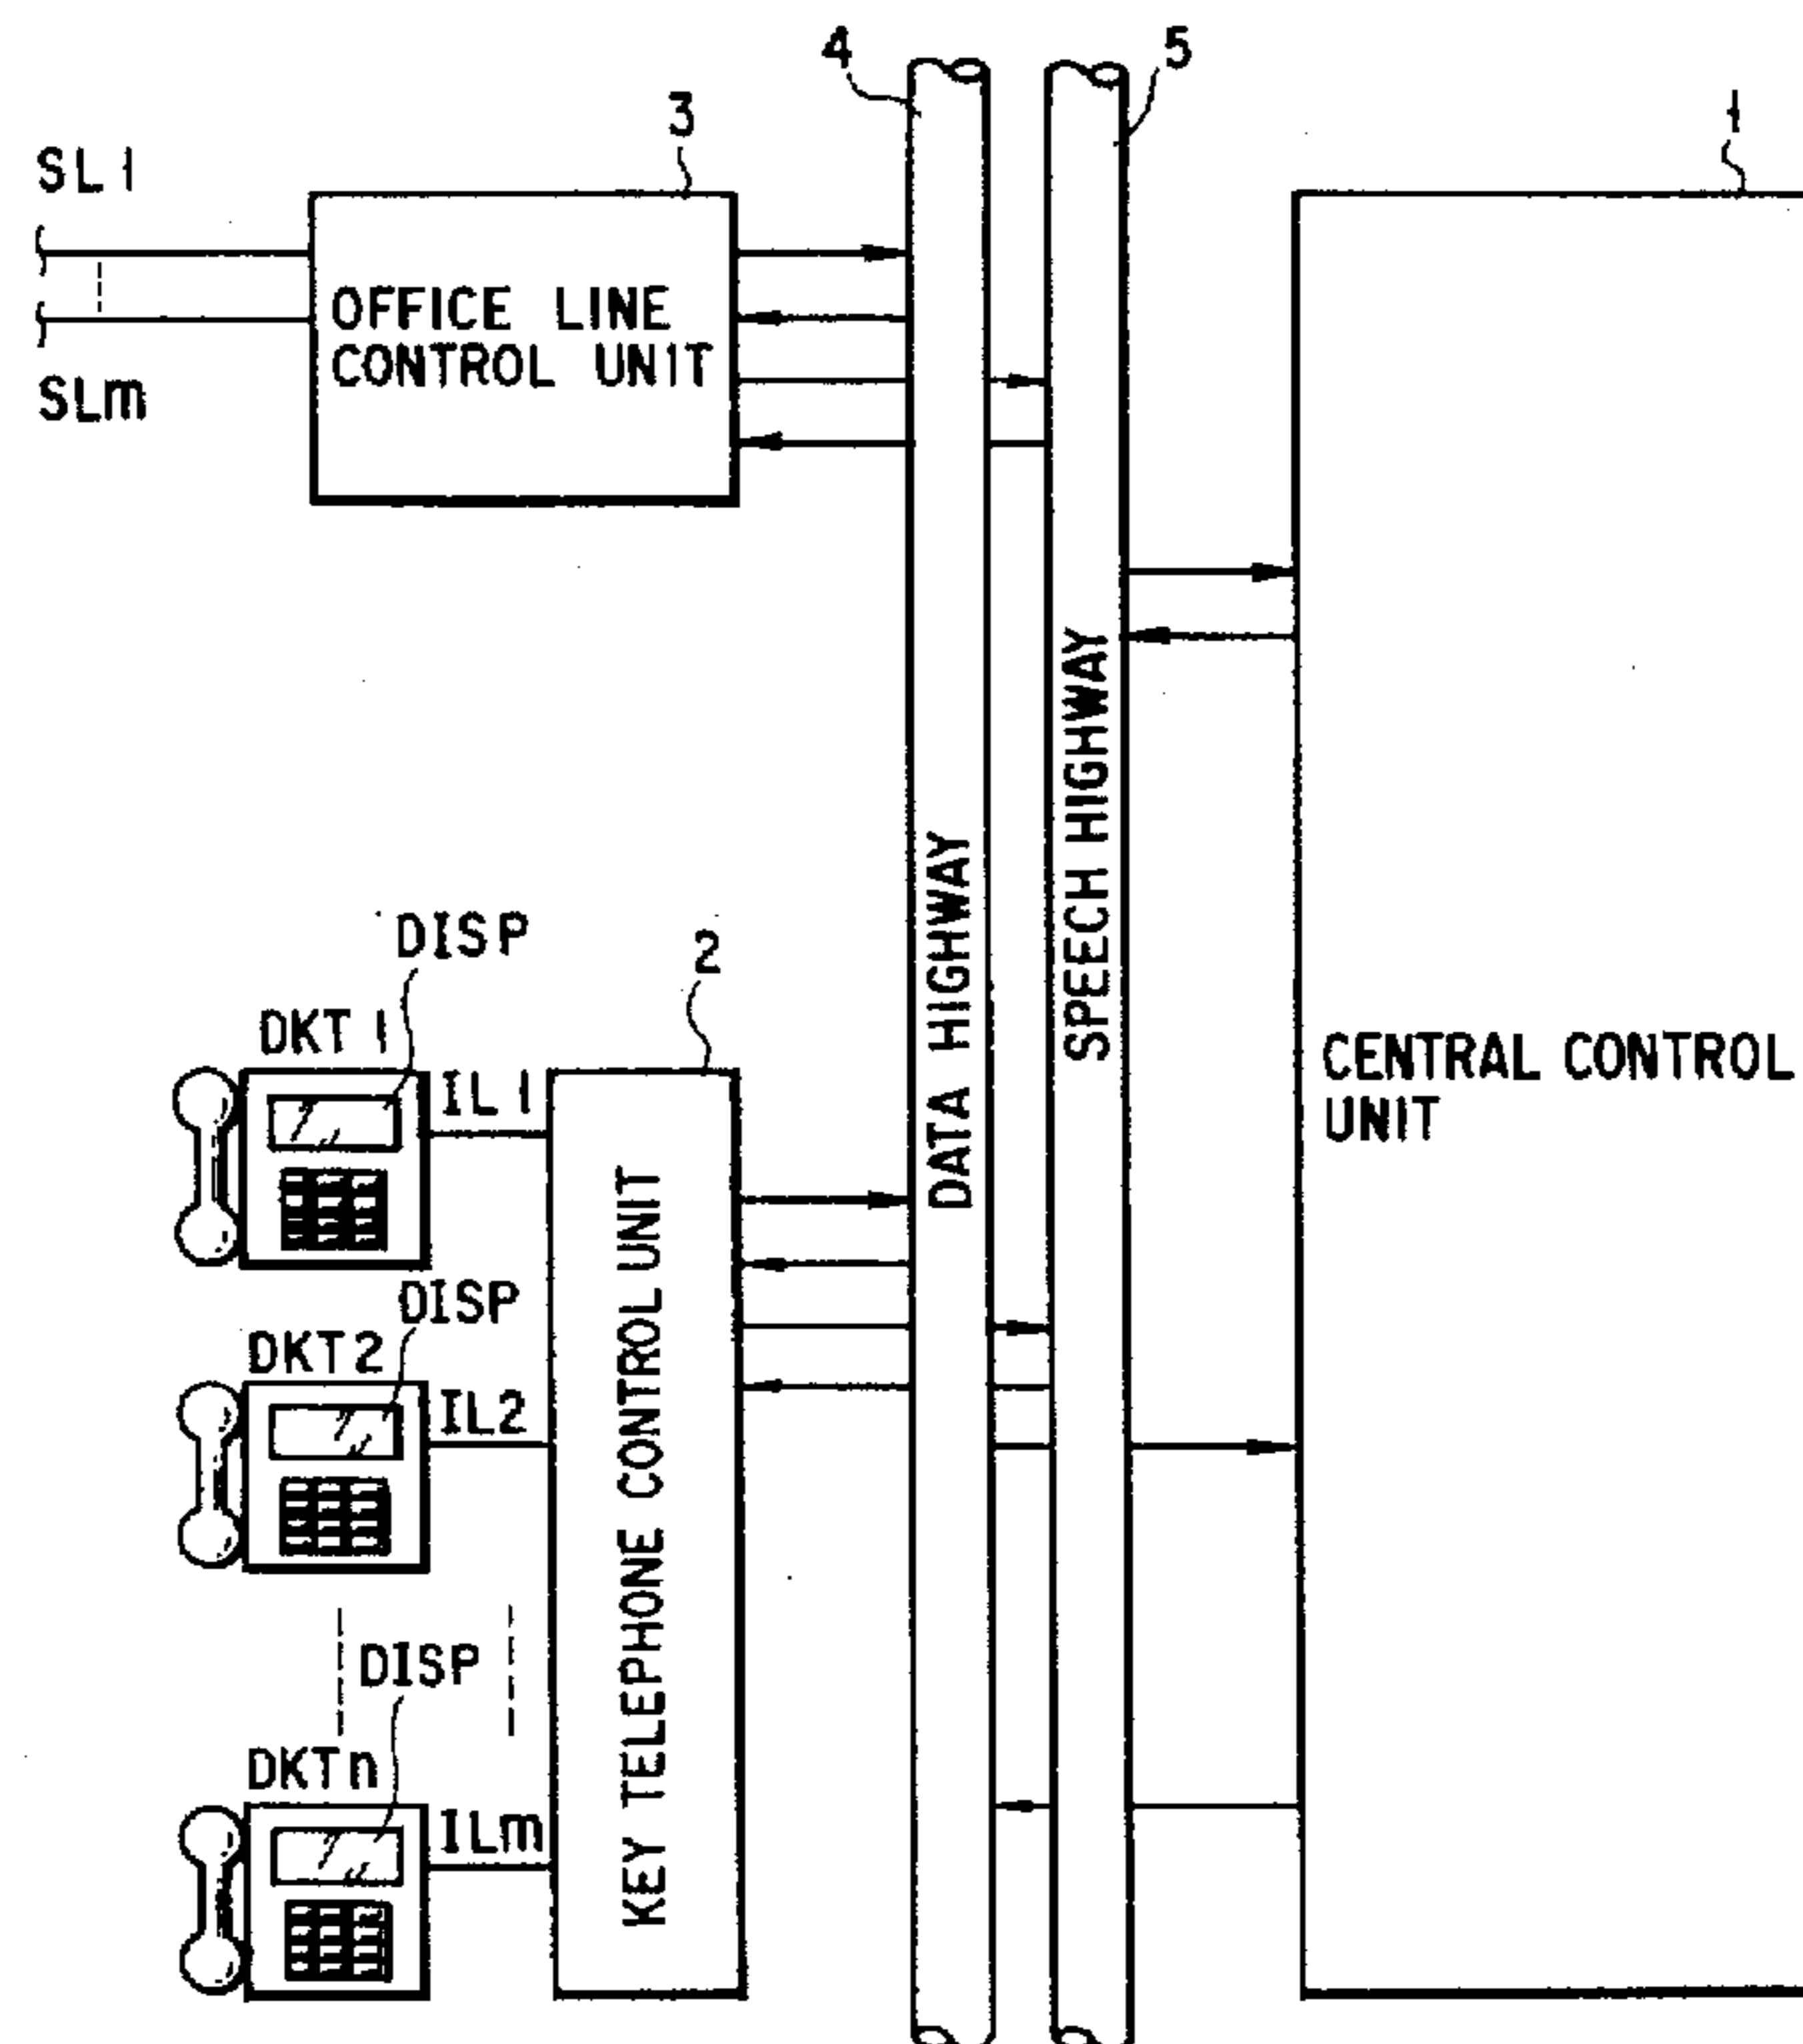 4
5
3
1
SL1
SLm
OFFICE LINE
CONTROL UNIT
DATA HIGHWAY
SPEECH HIGHWAY
CENTRAL CONTROL
UNIT
DISP
2
DKT1
IL1
KEY TELEPHONE CONTROL UNIT
DISP
DKT2
IL2
DISP
DKTn
ILm